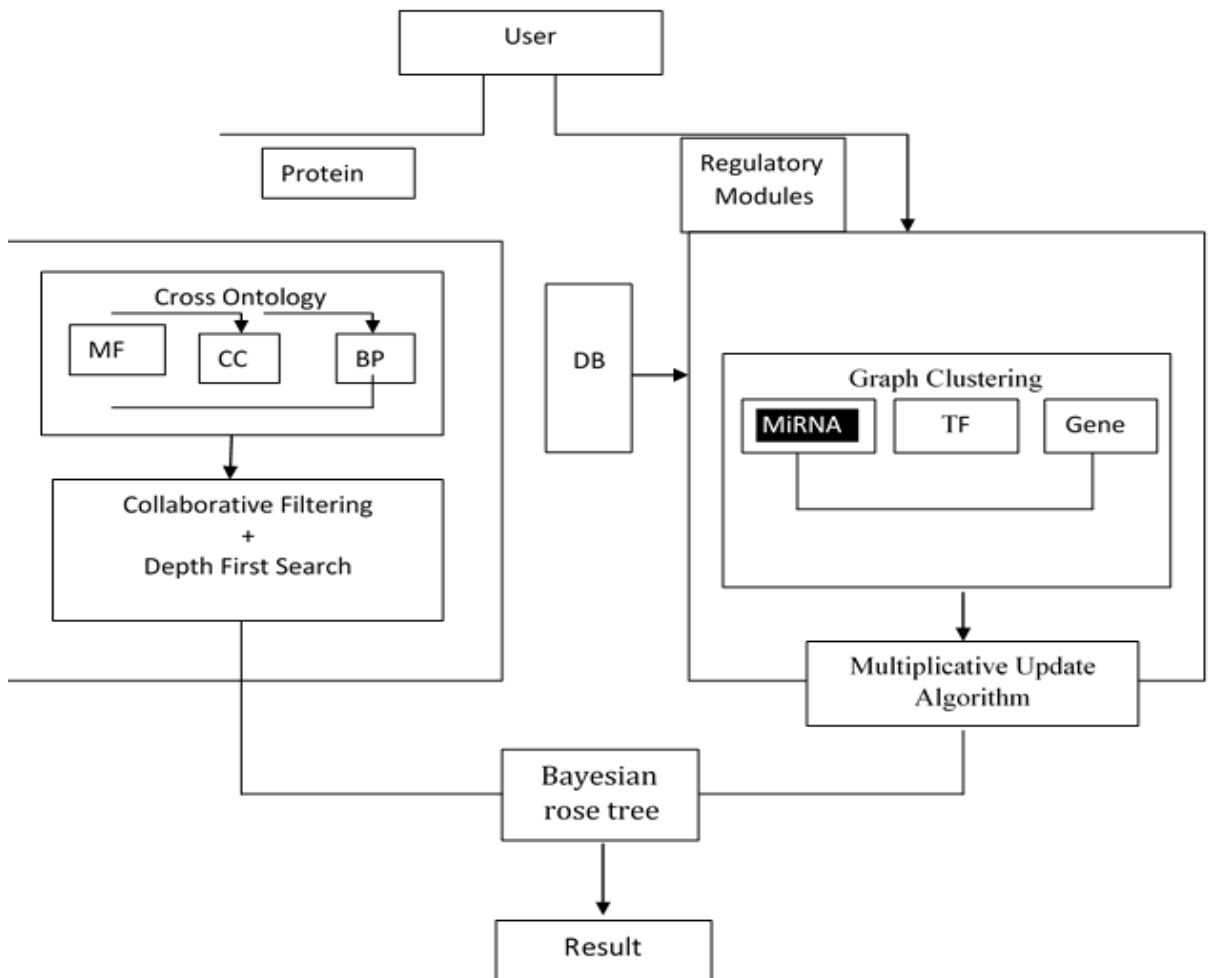 User
Protein
Regulatory
Modules
Cross Ontology
MF
CC
BP
Collaborative Filtering
+
Depth First Search
DB
Graph Clustering
MiRNA
TF
Gene
Multiplicative Update
Algorithm
Bayesian
rose tree
Result